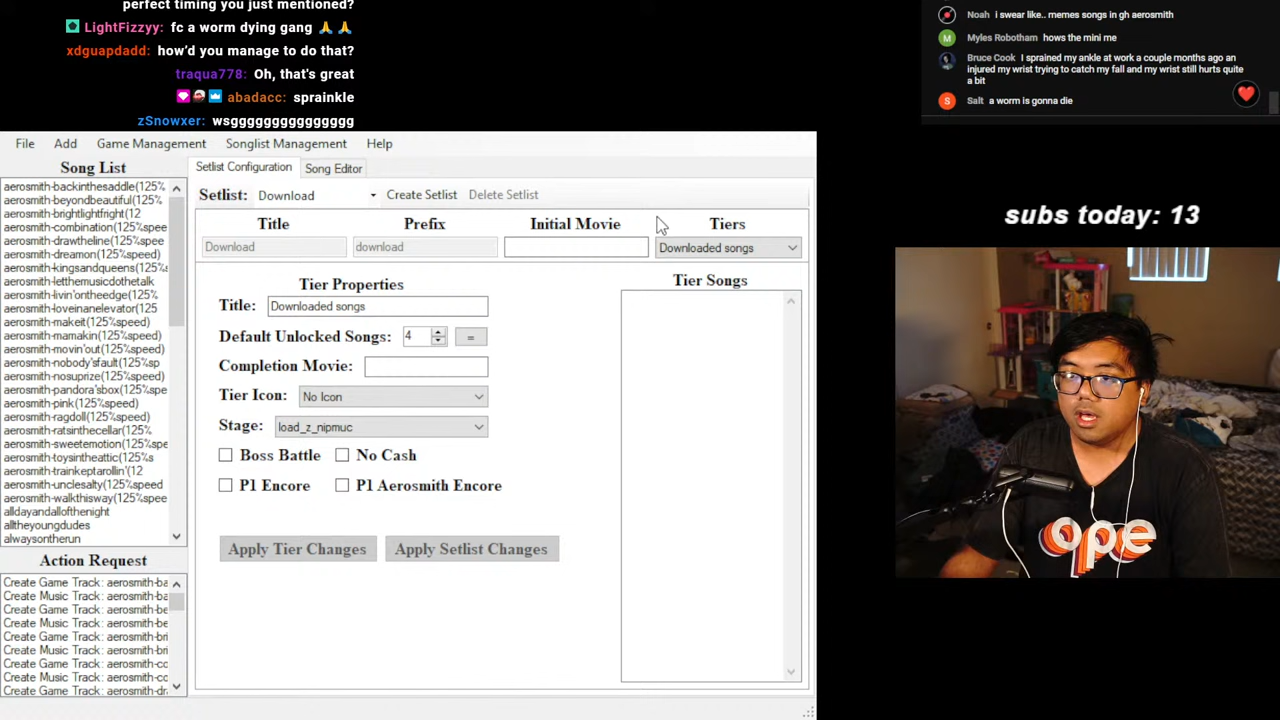 perfect timing you just mentioned?
LightFizzyy: fc a worm dying gang
xdguapdadd: how'd you manage to do that?
traqua778: Oh, that's great
abadacc: sprainkle
zSnowxer: wsggggggggggggggg
Noah i swear like.. memes songs in gh aerosmith
Myles Robotham hows the mini me
Bruce Cook I sprained my ankle at work a couple months ago an
injured my wrist trying to catch my fall and my wrist still hurts quite
a bit
Salt a worm is gonna die
File Add Game Management Songlist Management Help
Song List
aerosmith-backinthesaddle(125%
aerosmith-beyondbeautiful(125%
aerosmith-brightlightfright(12
aerosmith-combination(125%spee
aerosmith-drawtheline(125%spee
aerosmith-dreamon(125%speed)
aerosmith-kingsandqueens(125%s
aerosmith-letthemusicdothetalk
aerosmith-livin'ontheedge(125%
aerosmith-loveinanelevator(125
aerosmith-makeit(125%speed)
aerosmith-mamakin(125%speed)
aerosmith-movin'out(125%speed)
aerosmith-nobody'sfault(125%sp
aerosmith-nosuprize(125%speed)
aerosmith-pandora'sbox(125%spe
aerosmith-pink(125%speed)
aerosmith-ragdoll(125%speed)
aerosmith-ratsinthecellar(125%
aerosmith-sweetemotion(125%spe
aerosmith-toysintheattic(125%s
aerosmith-trainkeptarollin'(12
aerosmith-unclesalty(125%speed
aerosmith-walkthisway(125%spee
alldayandallofthenight
alltheyoungdudes
alwaysontherun
Action Request
Create Game Track: aerosmith-ba
Create Music Track: aerosmith-ba
Create Game Track: aerosmith-be
Create Music Track: aerosmith-be
Create Game Track: aerosmith-bri
Create Music Track: aerosmith-bri
Create Game Track: aerosmith-co
Create Music Track: aerosmith-co
Create Game Track: aerosmith-dr
Setlist Configuration Song Editor
Setlist: Download Create Setlist Delete Setlist
Title Prefix Initial Movie Tiers
Download download Downloaded songs
Tier Properties
Title: Downloaded songs
Default Unlocked Songs: 4 =
Completion Movie:
Tier Icon: No Icon
Stage: load_z_nipmuc
Boss Battle No Cash
P1 Encore P1 Aerosmith Encore
Apply Tier Changes Apply Setlist Changes
Tier Songs
subs today: 13
ope